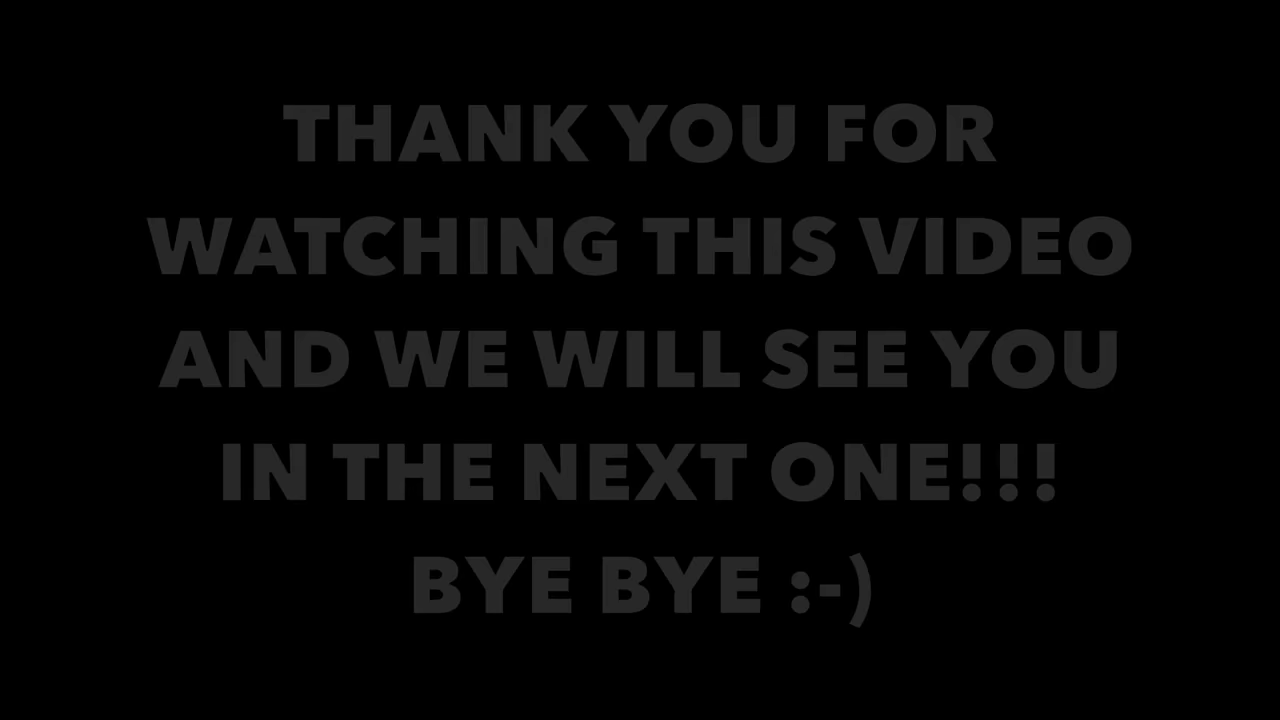 THANK YOU FOR
WATCHING THIS VIDEO
AND WE WILL SEE YOU
IN THE NEXT ONE!!!
BYE BYE :-)